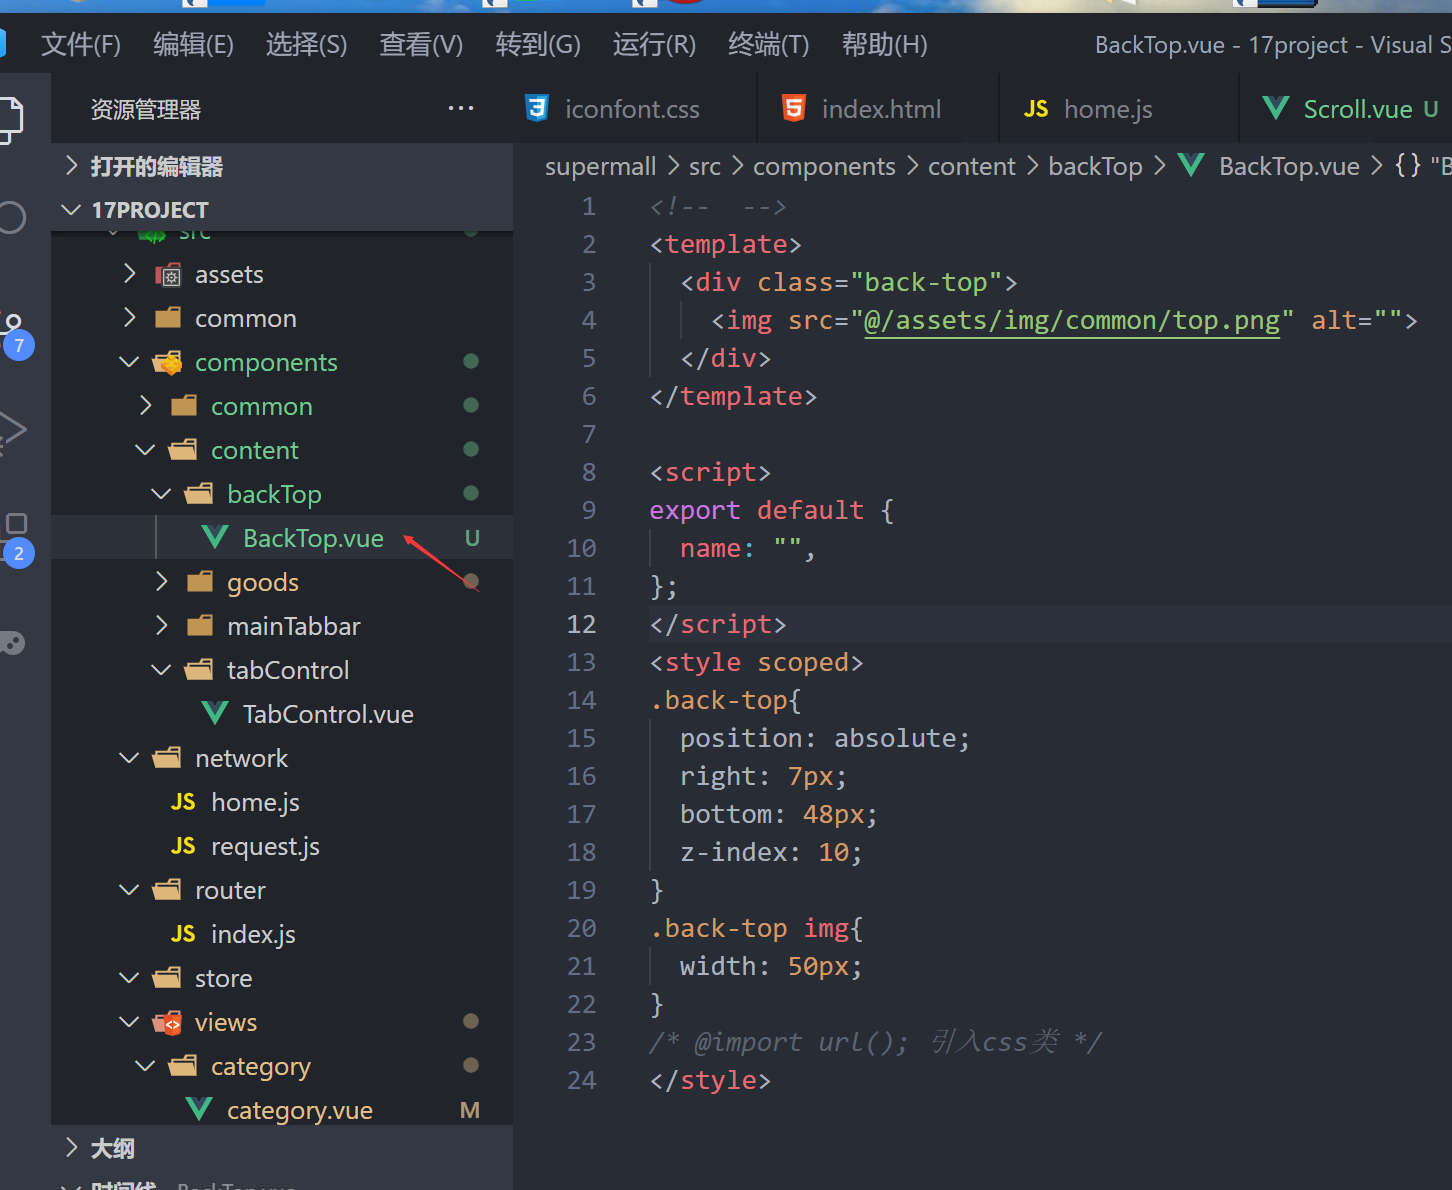 文件(F) 编辑(E) 选择(S) 查看(V) 转到(G) 运行(R) 终端(T) 帮助(H) BackTop.vue - 17project - Visual S
资源管理器 ···
iconfont.css index.html JS home.js Scroll.vue U
打开的编辑器
17PROJECT
src
assets
common
components
common
content
backTop
BackTop.vue U
goods
mainTabbar
tabControl
TabControl.vue
network
JS home.js
JS request.js
router
JS index.js
store
views
category
category.vue M
大纲
时间线 BackTop.vue
7
2
supermall > src > components > content > backTop > BackTop.vue > {} "B
1 <!--  -->
2 <template>
3   <div class="back-top">
4     <img src="@/assets/img/common/top.png" alt="">
5   </div>
6 </template>
7
8 <script>
9 export default {
10   name: "",
11 };
12 </script>
13 <style scoped>
14 .back-top{
15   position: absolute;
16   right: 7px;
17   bottom: 48px;
18   z-index: 10;
19 }
20 .back-top img{
21   width: 50px;
22 }
23 /* @import url(); 引入css类 */
24 </style>